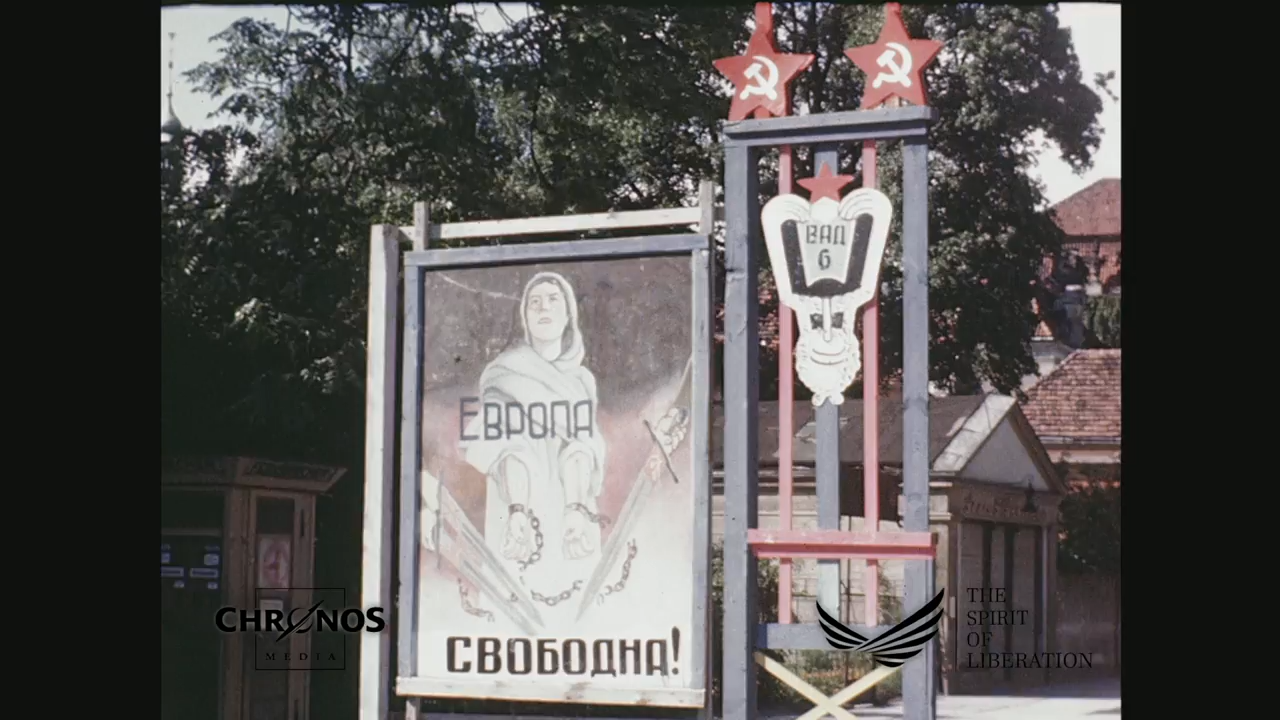 ВАД
6
ЕВРОПА
СВОБОДНА!
CHRONOS
MEDIA
THE
SPIRIT
OF
LIBERATION